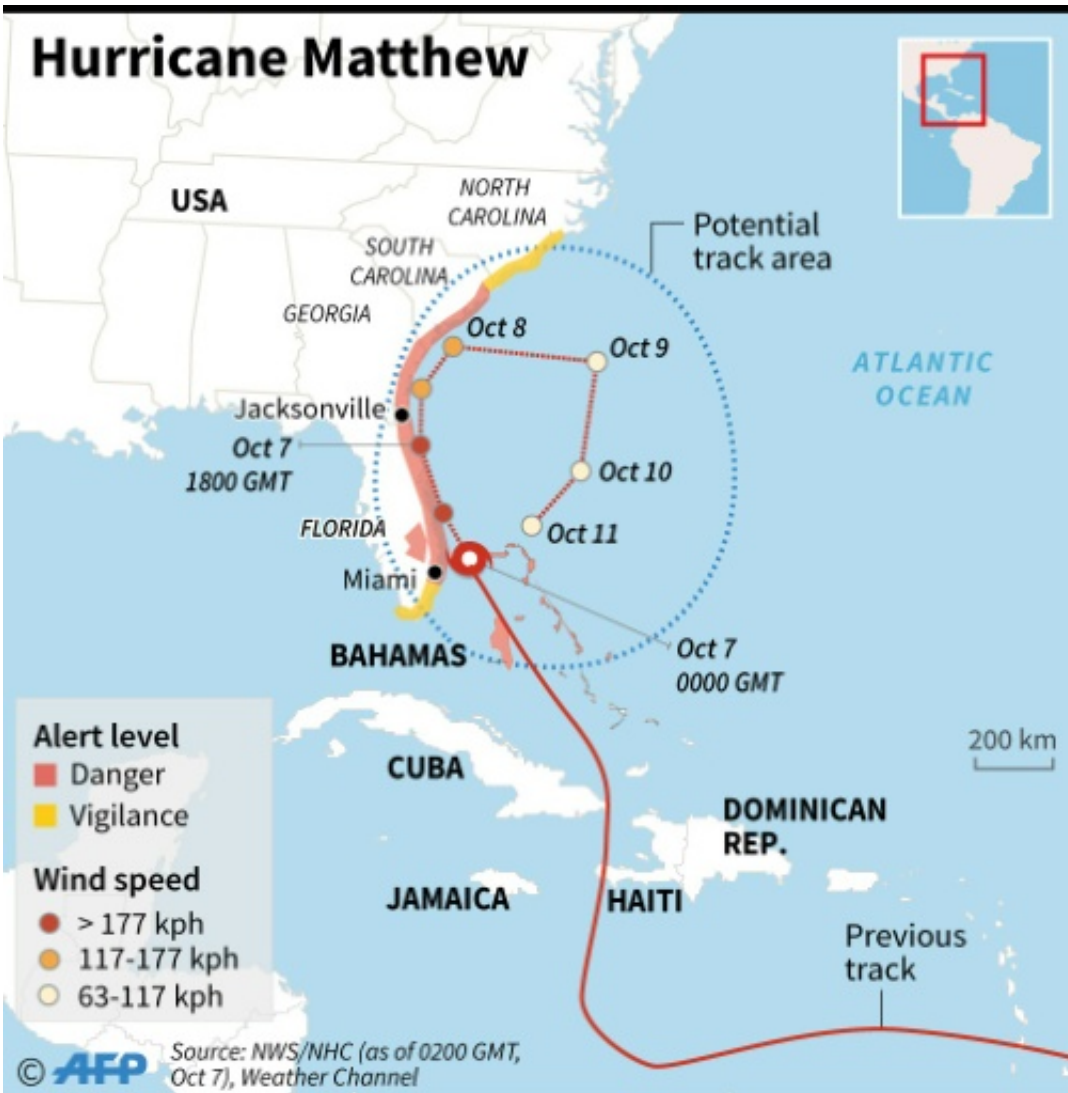 Hurricane Matthew
USA
NORTH
CAROLINA
SOUTH
CAROLINA
GEORGIA
Potential
track area
Oct 8
Oct 9
ATLANTIC
OCEAN
Jacksonville
Oct 7
1800 GMT
Oct 10
FLORIDA
Oct 11
Miami
BAHAMAS
Oct 7
0000 GMT
200 km
CUBA
DOMINICAN
REP.
JAMAICA
HAITI
Previous
track
Alert level
Danger
Vigilance
Wind speed
> 177 kph
117-177 kph
63-117 kph
© AFP
Source: NWS/NHC (as of 0200 GMT,
Oct 7), Weather Channel